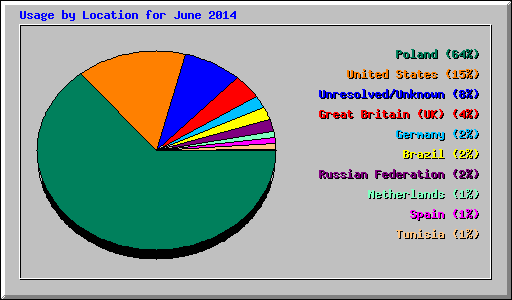 Usage by Location for June 2014
Poland (64%)
United States (15%)
Unresolved/Unknown (8%)
Great Britain (UK) (4%)
Germany (2%)
Brazil (2%)
Russian Federation (2%)
Netherlands (1%)
Spain (1%)
Tunisia (1%)